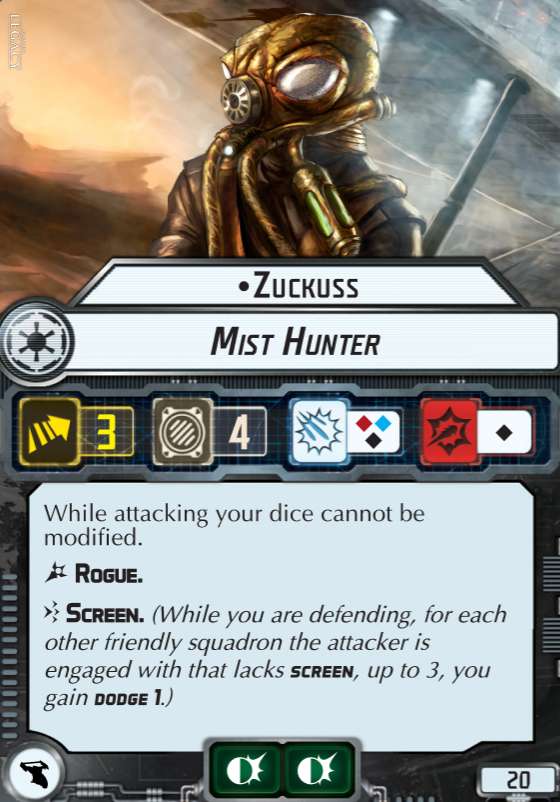 LEGACY
•Zuckuss
Mist Hunter
3 4
While attacking your dice cannot be
modified.
Rogue.
Screen. (While you are defending, for each
other friendly squadron the attacker is
engaged with that lacks screen, up to 3, you
gain dodge 1.)
20